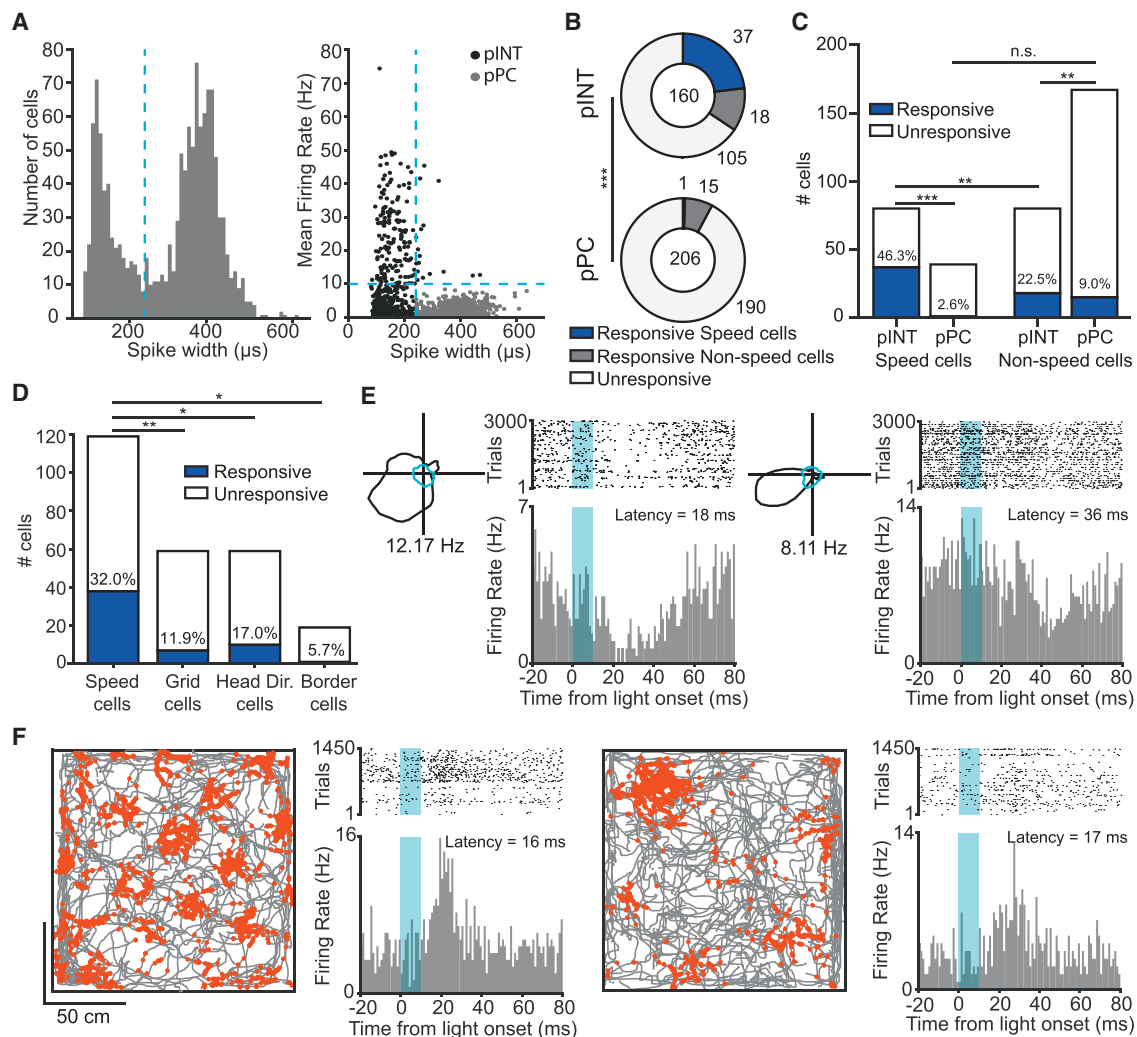 A
Number of cells
80
70
60
50
40
30
20
10
0
200
400
600
Spike width (µs)
Mean Firing Rate (Hz)
80
70
60
50
40
30
20
10
0
0
200
400
600
Spike width (µs)
pINT
pPC
B
pINT
37
160
18
105
***
pPC
1
15
206
190
Responsive Speed cells
Responsive Non-speed cells
Unresponsive
C
# cells
200
150
100
50
0
n.s.
**
Responsive
Unresponsive
**
***
46.3%
2.6%
22.5%
9.0%
pINT
pPC
pINT
pPC
Speed cells
Non-speed cells
D
# cells
120
100
80
60
40
20
0
*
*
**
Responsive
Unresponsive
32.0%
11.9%
17.0%
5.7%
Speed cells
Grid cells
Head Dir. cells
Border cells
E
12.17 Hz
Trials
3000
1
Firing Rate (Hz)
7
0
Latency = 18 ms
-20
0
20
40
60
80
Time from light onset (ms)
8.11 Hz
Trials
3000
1
Firing Rate (Hz)
14
0
Latency = 36 ms
-20
0
20
40
60
80
Time from light onset (ms)
F
50 cm
Trials
1450
1
Firing Rate (Hz)
16
0
Latency = 16 ms
-20
0
20
40
60
80
Time from light onset (ms)
Trials
1450
1
Firing Rate (Hz)
14
0
Latency = 17 ms
-20
0
20
40
60
80
Time from light onset (ms)